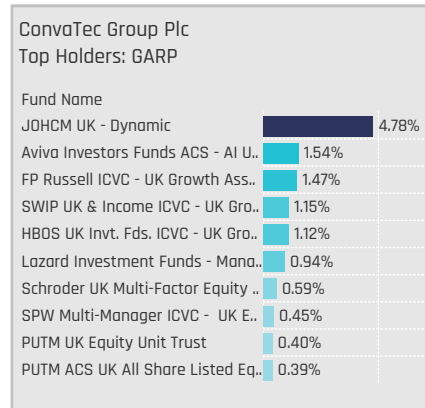 ConvaTec Group Plc
Top Holders: GARP
Fund Name
JOHCM UK - Dynamic 4.78%
Aviva Investors Funds ACS - AI U.. 1.54%
FP Russell ICVC - UK Growth Ass.. 1.47%
SWIP UK & Income ICVC - UK Gro.. 1.15%
HBOS UK Invt. Fds. ICVC - UK Gro.. 1.12%
Lazard Investment Funds - Mana.. 0.94%
Schroder UK Multi-Factor Equity .. 0.59%
SPW Multi-Manager ICVC - UK E.. 0.45%
PUTM UK Equity Unit Trust 0.40%
PUTM ACS UK All Share Listed Eq.. 0.39%